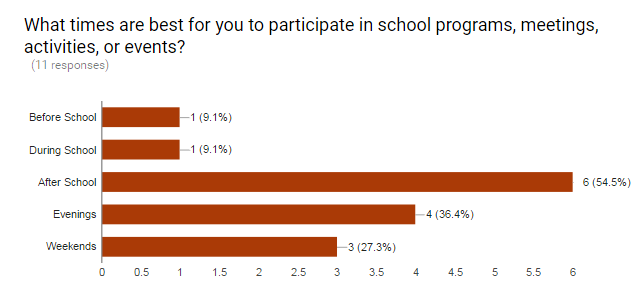 What times are best for you to participate in school programs, meetings,
activities, or events?
(11 responses)
Before School 1 (9.1%)
During School 1 (9.1%)
After School 6 (54.5%)
Evenings 4 (36.4%)
Weekends 3 (27.3%)
0 0.5 1 1.5 2 2.5 3 3.5 4 4.5 5 5.5 6